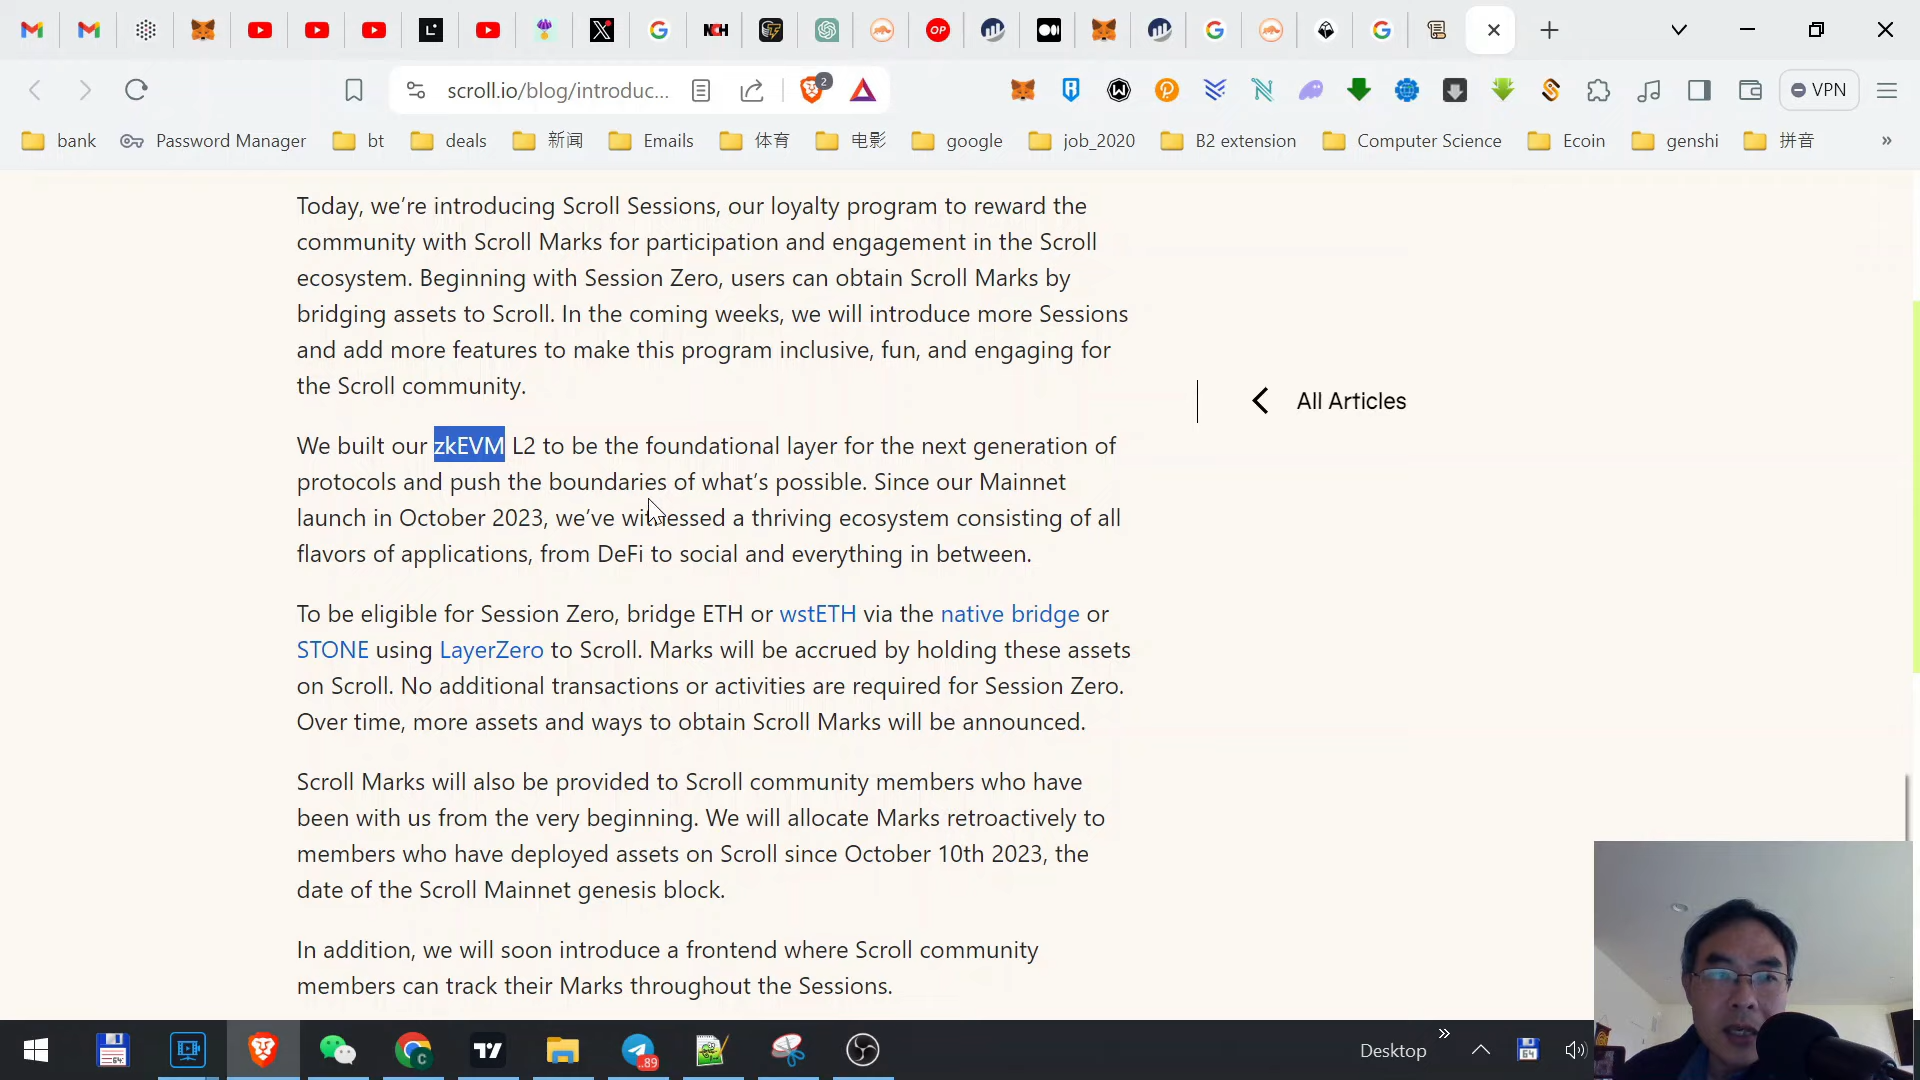 NCH
OP
scroll.io/blog/introduc...
2
VPN
bank
Password Manager
bt
deals
新闻
Emails
体育
电影
google
job_2020
B2 extension
Computer Science
Ecoin
genshi
拼音
»
Today, we’re introducing Scroll Sessions, our loyalty program to reward the
community with Scroll Marks for participation and engagement in the Scroll
ecosystem. Beginning with Session Zero, users can obtain Scroll Marks by
bridging assets to Scroll. In the coming weeks, we will introduce more Sessions
and add more features to make this program inclusive, fun, and engaging for
the Scroll community.
All Articles
We built our zkEVM L2 to be the foundational layer for the next generation of
protocols and push the boundaries of what’s possible. Since our Mainnet
launch in October 2023, we’ve witnessed a thriving ecosystem consisting of all
flavors of applications, from DeFi to social and everything in between.
To be eligible for Session Zero, bridge ETH or wstETH via the native bridge or
STONE using LayerZero to Scroll. Marks will be accrued by holding these assets
on Scroll. No additional transactions or activities are required for Session Zero.
Over time, more assets and ways to obtain Scroll Marks will be announced.
Scroll Marks will also be provided to Scroll community members who have
been with us from the very beginning. We will allocate Marks retroactively to
members who have deployed assets on Scroll since October 10th 2023, the
date of the Scroll Mainnet genesis block.
In addition, we will soon introduce a frontend where Scroll community
members can track their Marks throughout the Sessions.
64
C
..89
Desktop
»
64